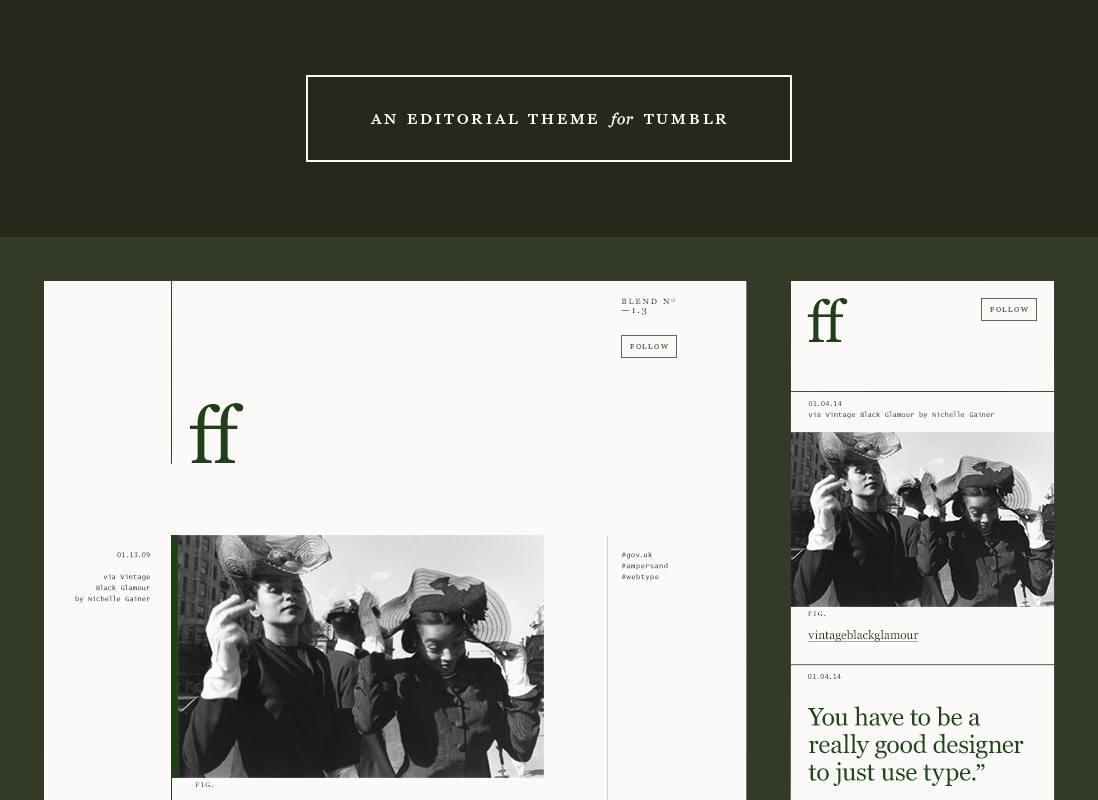 AN EDITORIAL THEME for TUMBLR
BLEND Nº
—1.3
FOLLOW
ff
01.13.09
via Vintage
Black Glamour
by Nichelle Gainer
#gov.uk
#ampersand
#webtype
FIG.
ff
FOLLOW
01.04.14
via Vintage Black Glamour by Nichelle Gainer
FIG.
vintageblackglamour
01.04.14
You have to be a
really good designer
to just use type.”